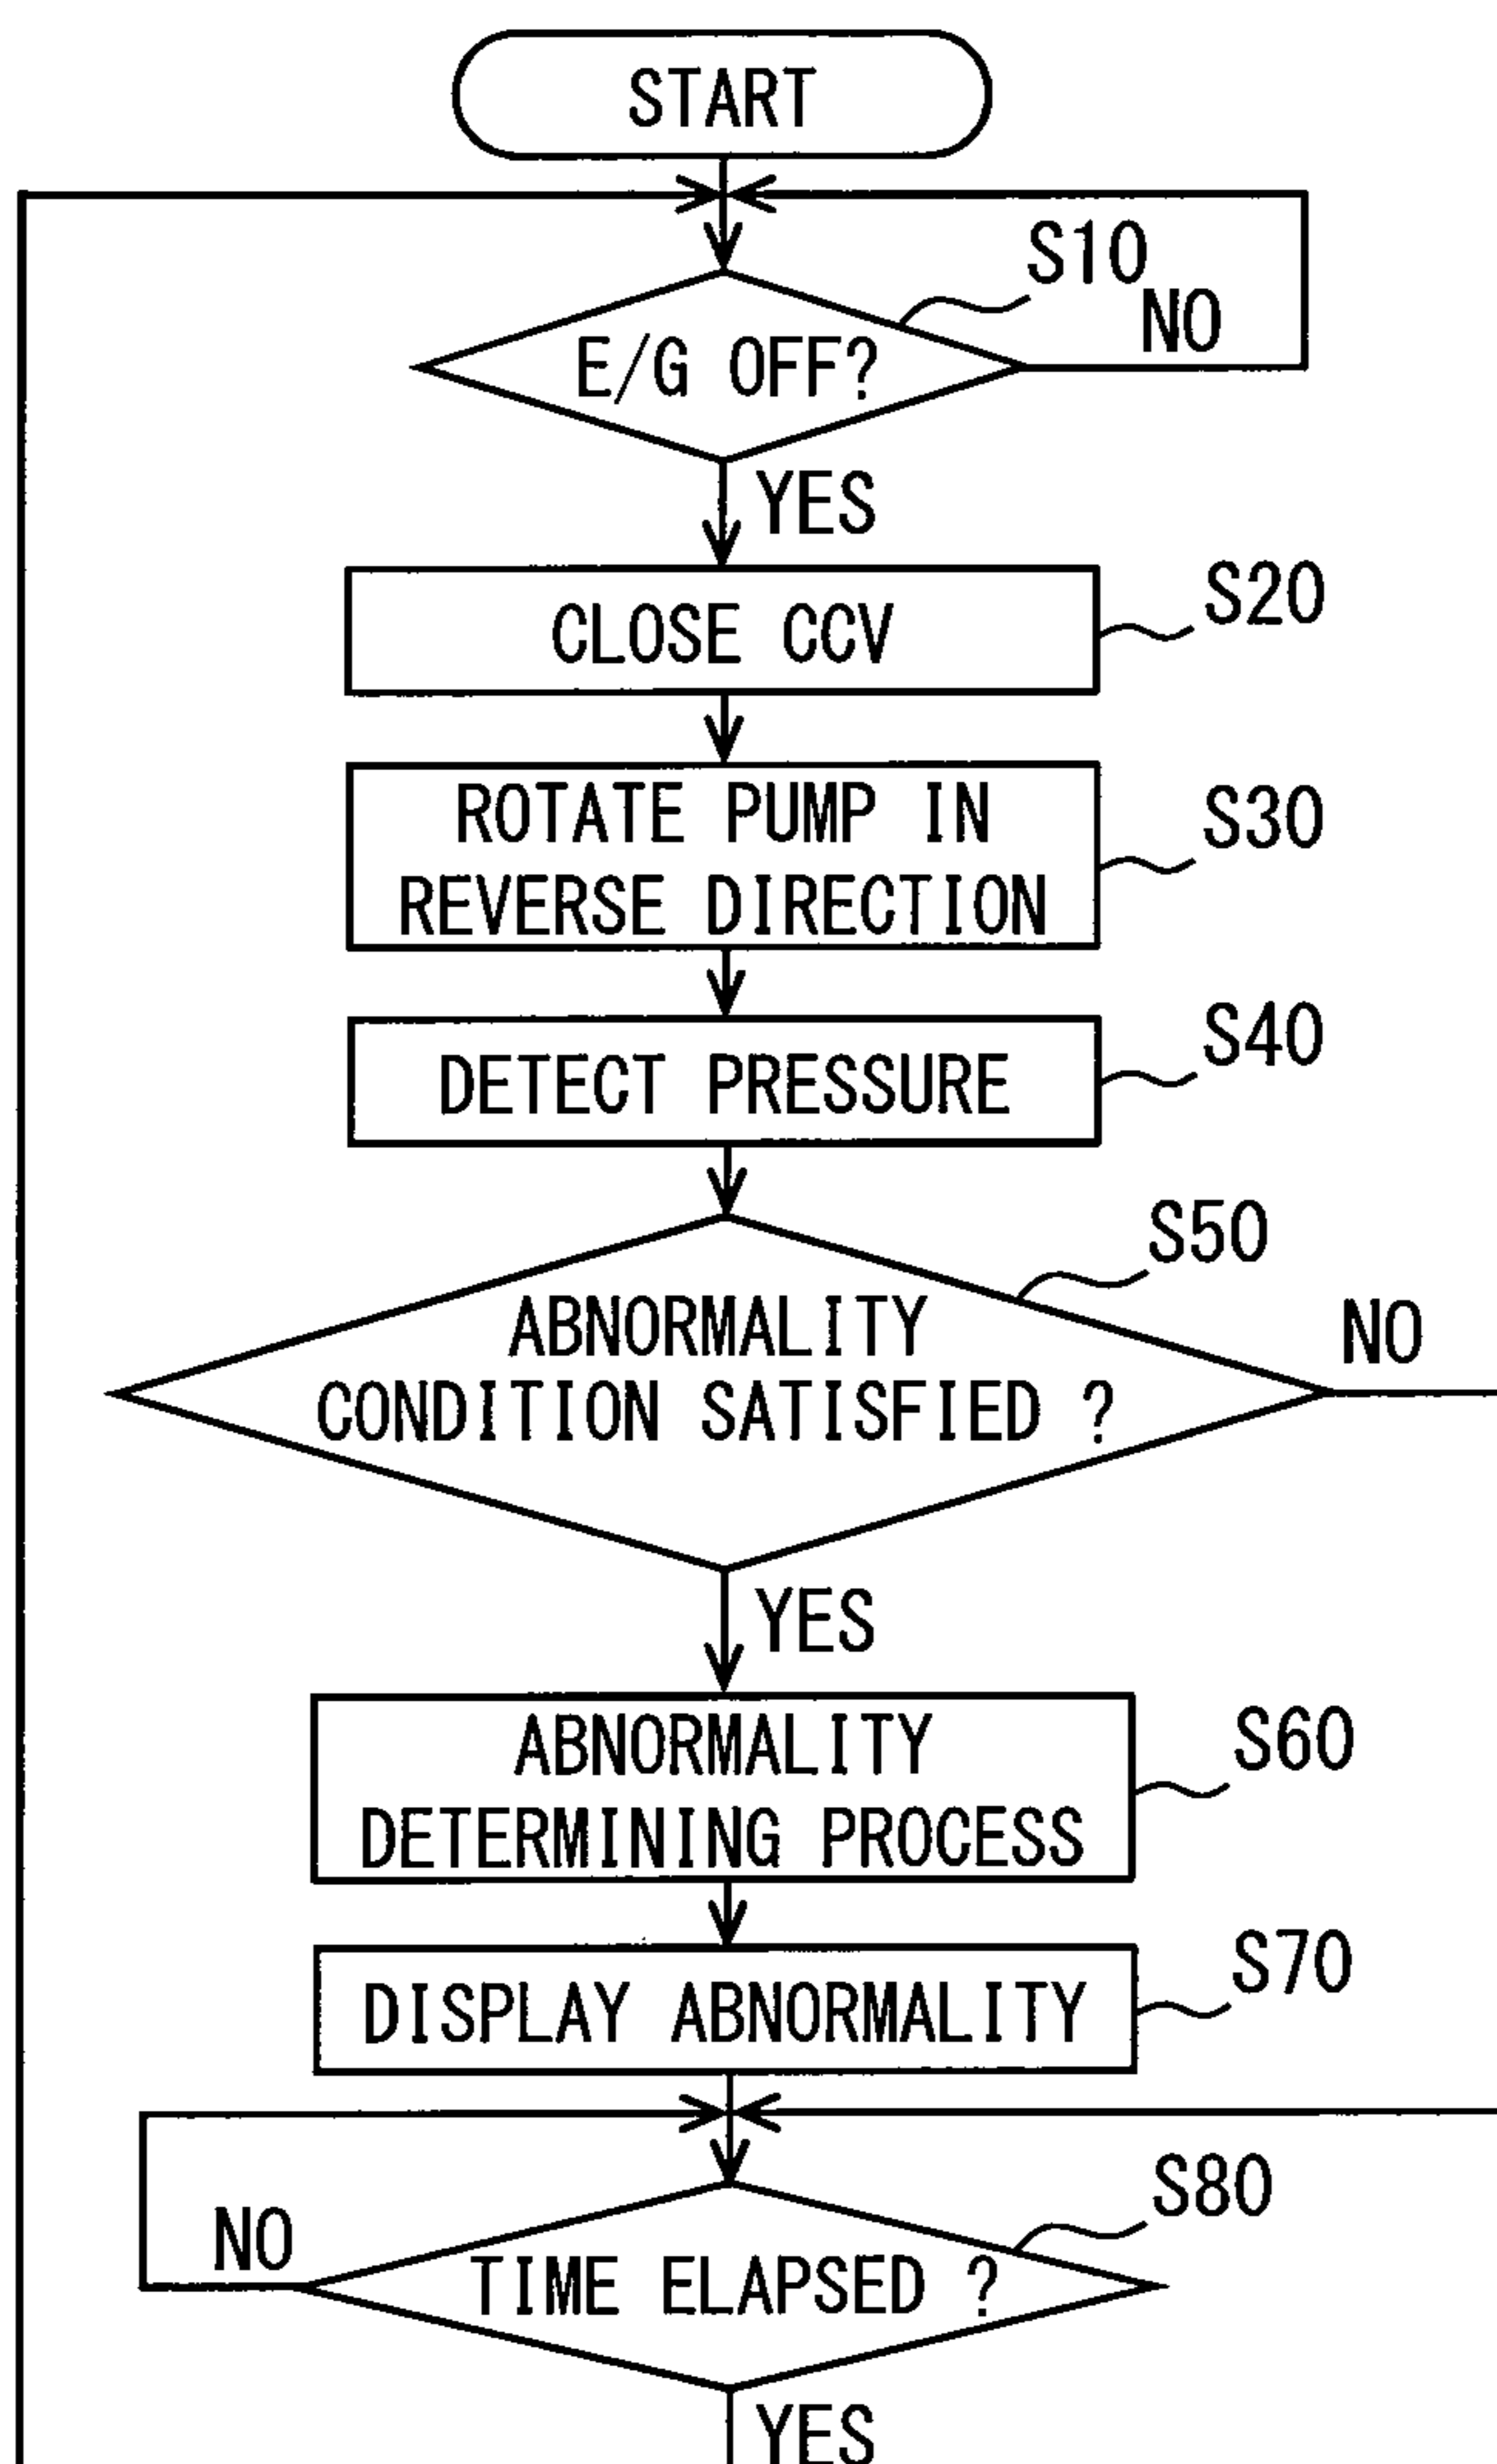 START
S10
NO
E/G OFF?
YES
CLOSE CCV
S20
ROTATE PUMP IN
REVERSE DIRECTION
S30
DETECT PRESSURE
S40
S50
ABNORMALITY
CONDITION SATISFIED ?
NO
YES
ABNORMALITY
DETERMINING PROCESS
S60
DISPLAY ABNORMALITY
S70
S80
NO
TIME ELAPSED ?
YES